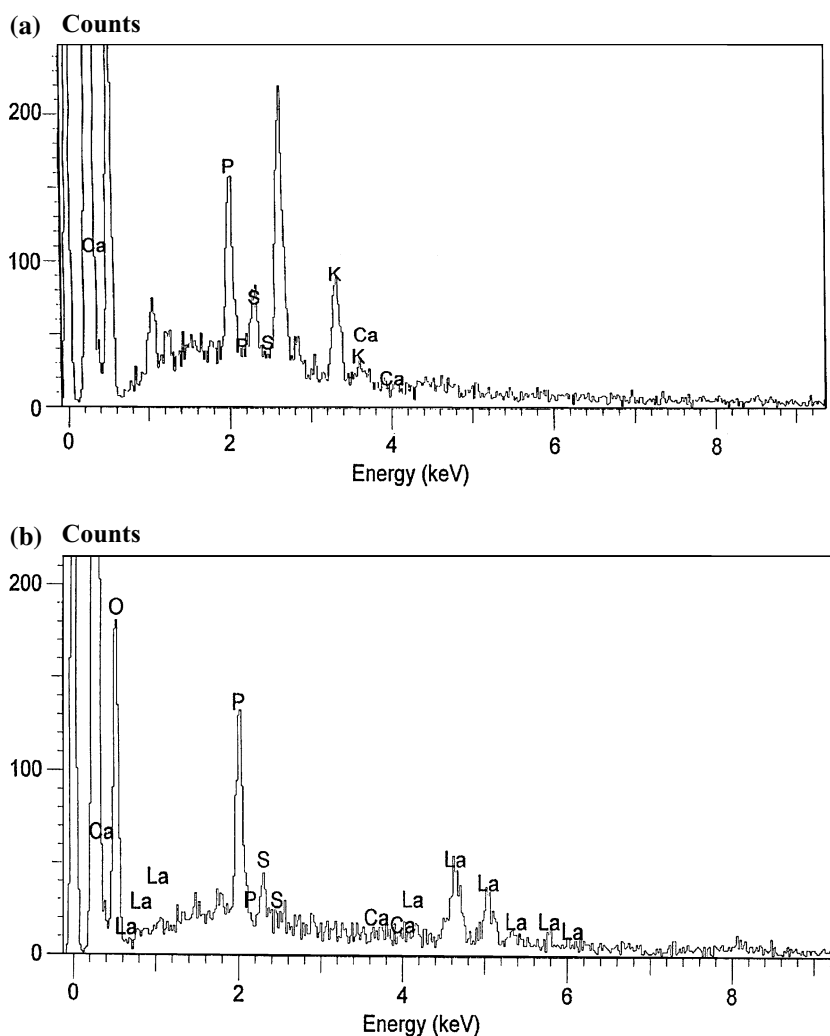 (a) Counts
200
P
Ca
100
K
S
Ca
P S
K
Ca
0
0 2 4 6 8
Energy (keV)
(b) Counts
200
O
P
100
Ca
La
S
La
La
La
P S
La
Ca Ca
La La La
La
0
0 2 4 6 8
Energy (keV)